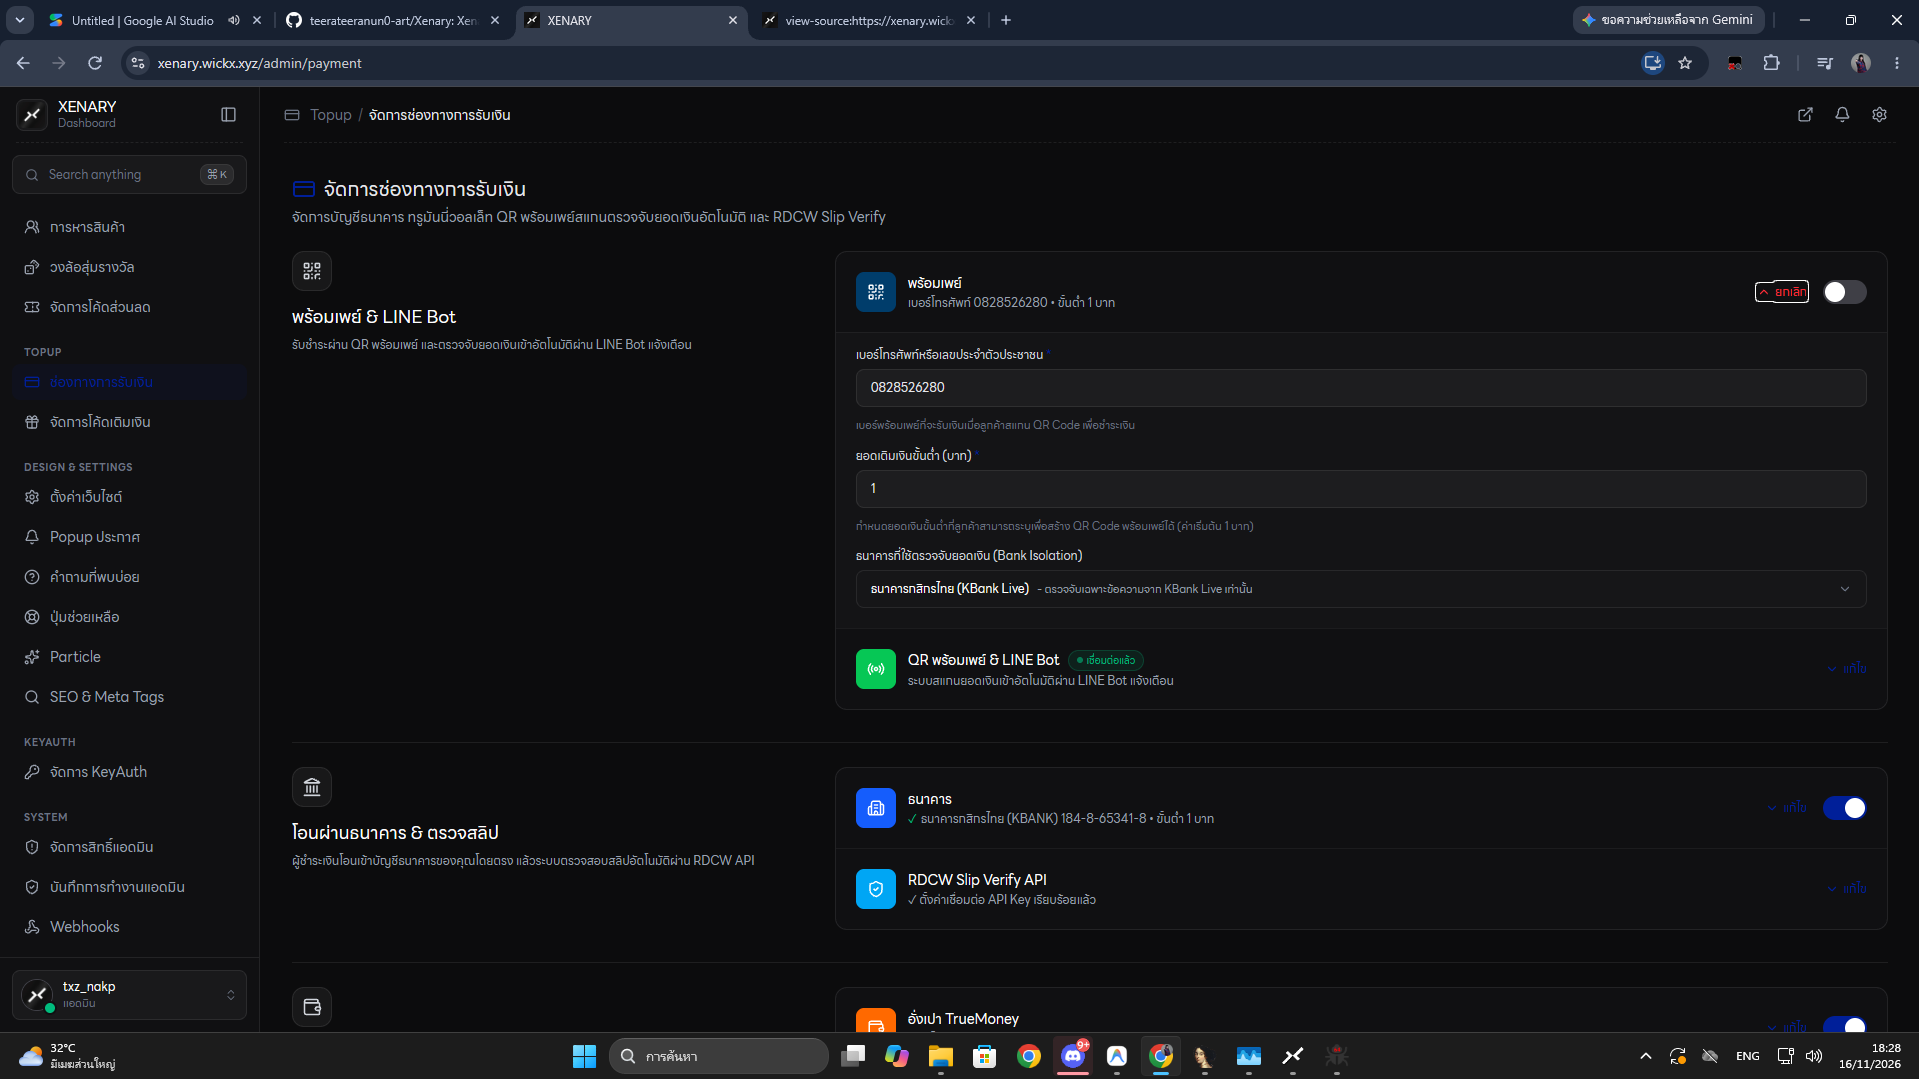 Untitled | Google AI Studio
teerateeranun0-art/Xenary: Xen
XENARY
view-source:https://xenary.wick
ขอความช่วยเหลือจาก Gemini
xenary.wickx.xyz/admin/payment
XENARY
Dashboard
Search anything
⌘ K
การหารสินค้า
วงล้อสุ่มรางวัล
จัดการโค้ดส่วนลด
TOPUP
ช่องทางการรับเงิน
จัดการโค้ดเติมเงิน
DESIGN & SETTINGS
ตั้งค่าเว็บไซต์
Popup ประกาศ
คำถามที่พบบ่อย
ปุ่มช่วยเหลือ
Particle
SEO & Meta Tags
KEYAUTH
จัดการ KeyAuth
SYSTEM
จัดการสิทธิ์แอดมิน
บันทึกการทำงานแอดมิน
Webhooks
txz_nakp
แอดมิน
Topup / จัดการช่องทางการรับเงิน
จัดการช่องทางการรับเงิน
จัดการบัญชีธนาคาร ทรูมันนี่วอลเล็ท QR พร้อมเพย์สแกนตรวจจับยอดเงินอัตโนมัติ และ RDCW Slip Verify
พร้อมเพย์ & LINE Bot
รับชำระผ่าน QR พร้อมเพย์ และตรวจจับยอดเงินเข้าอัตโนมัติผ่าน LINE Bot แจ้งเตือน
พร้อมเพย์
เบอร์โทรศัพท์ 0828526280 • ขั้นต่ำ 1 บาท
ยกเลิก
เบอร์โทรศัพท์หรือเลขประจำตัวประชาชน *
0828526280
เบอร์พร้อมเพย์ที่จะรับเงินเมื่อลูกค้าสแกน QR Code เพื่อชำระเงิน
ยอดเติมเงินขั้นต่ำ (บาท) *
1
กำหนดยอดเงินขั้นต่ำที่ลูกค้าสามารถระบุเพื่อสร้าง QR Code พร้อมเพย์ได้ (ค่าเริ่มต้น 1 บาท)
ธนาคารที่ใช้ตรวจจับยอดเงิน (Bank Isolation)
ธนาคารกสิกรไทย (KBank Live) - ตรวจจับเฉพาะข้อความจาก KBank Live เท่านั้น
QR พร้อมเพย์ & LINE Bot
เชื่อมต่อแล้ว
ระบบสแกนยอดเงินเข้าอัตโนมัติผ่าน LINE Bot แจ้งเตือน
แก้ไข
โอนผ่านธนาคาร & ตรวจสลิป
ผู้ชำระเงินโอนเข้าบัญชีธนาคารของคุณโดยตรง แล้วระบบตรวจสอบสลิปอัตโนมัติผ่าน RDCW API
ธนาคาร
✓ ธนาคารกสิกรไทย (KBANK) 184-8-65341-8 • ขั้นต่ำ 1 บาท
แก้ไข
RDCW Slip Verify API
✓ ตั้งค่าเชื่อมต่อ API Key เรียบร้อยแล้ว
แก้ไข
อั่งเปา TrueMoney
แก้ไข
32°C
มีเมฆส่วนใหญ่
การค้นหา
9+
ENG
18:28
16/11/2026